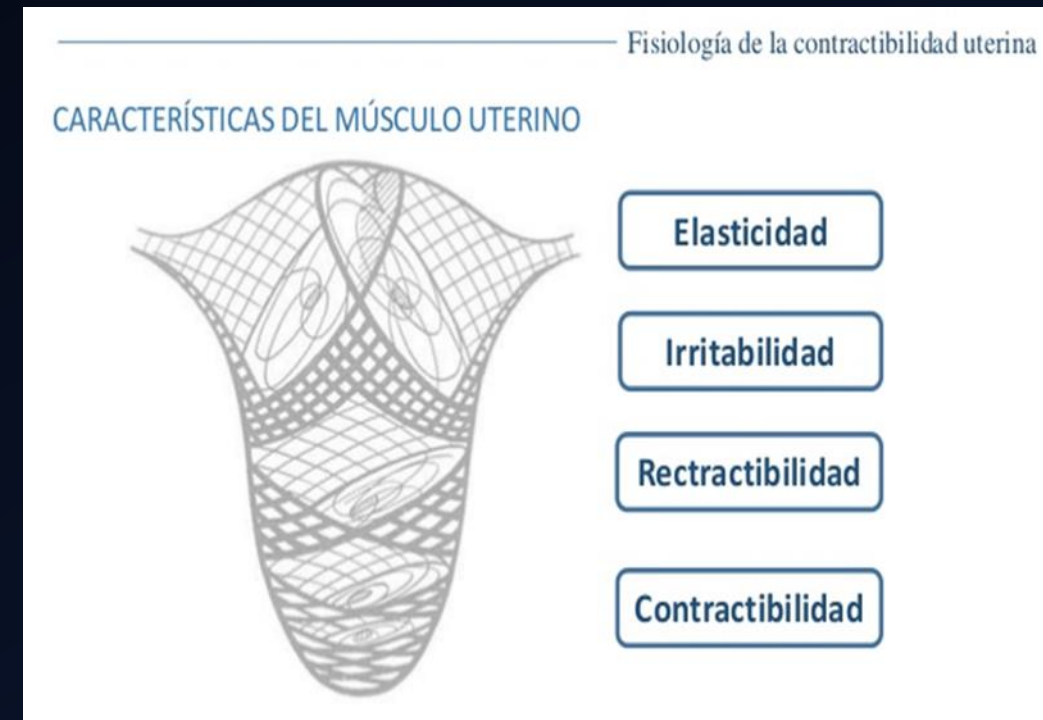 Fisiología de la contractibilidad uterina
CARACTERÍSTICAS DEL MÚSCULO UTERINO
Elasticidad
Irritabilidad
Rectractibilidad
Contractibilidad